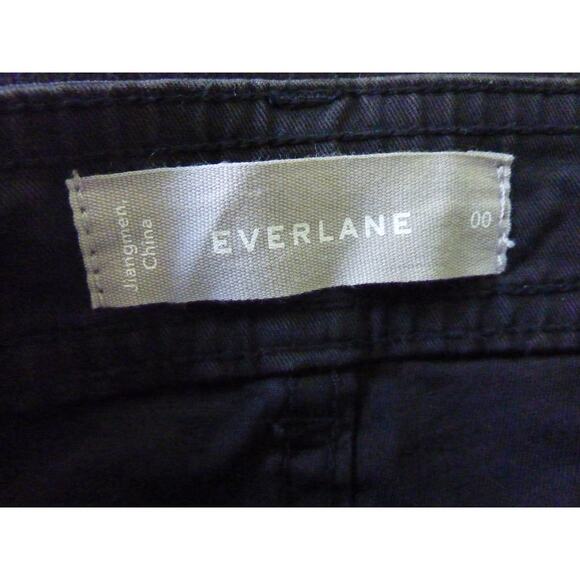 Jiangmen,
China
EVERLANE
00